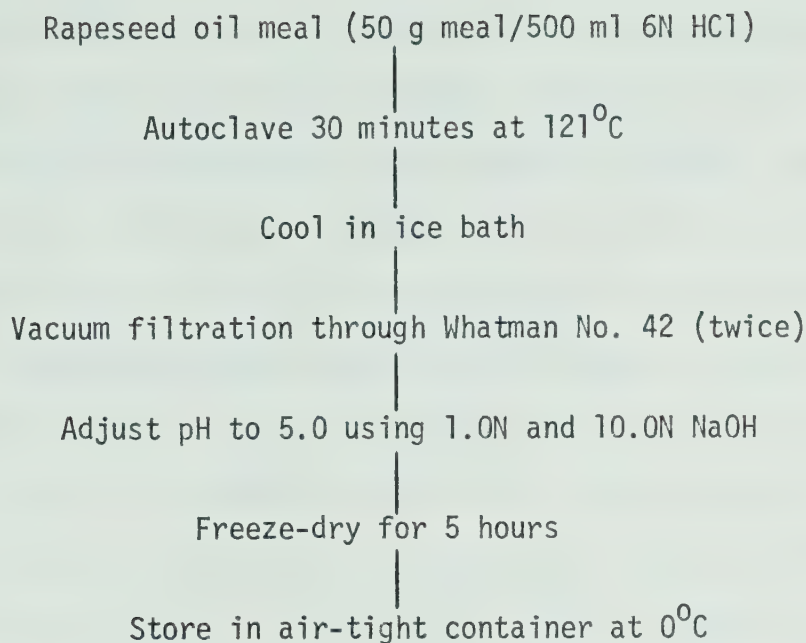 Rapeseed oil meal (50 g meal/500 ml 6N HCl)
Autoclave 30 minutes at 121°C
Cool in ice bath
Vacuum filtration through Whatman No. 42 (twice)
Adjust pH to 5.0 using 1.0N and 10.0N NaOH
Freeze-dry for 5 hours
Store in air-tight container at 0°C